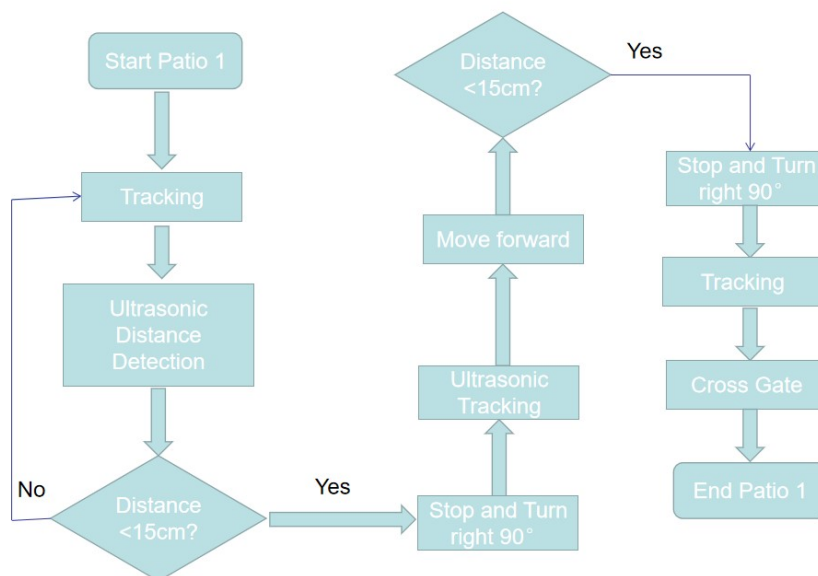 Start Patio 1
Tracking
Ultrasonic
Distance
Detection
No
Distance
<15cm?
Yes
Stop and Turn
right 90°
Ultrasonic
Tracking
Move forward
Distance
<15cm?
Yes
Stop and Turn
right 90°
Tracking
Cross Gate
End Patio 1